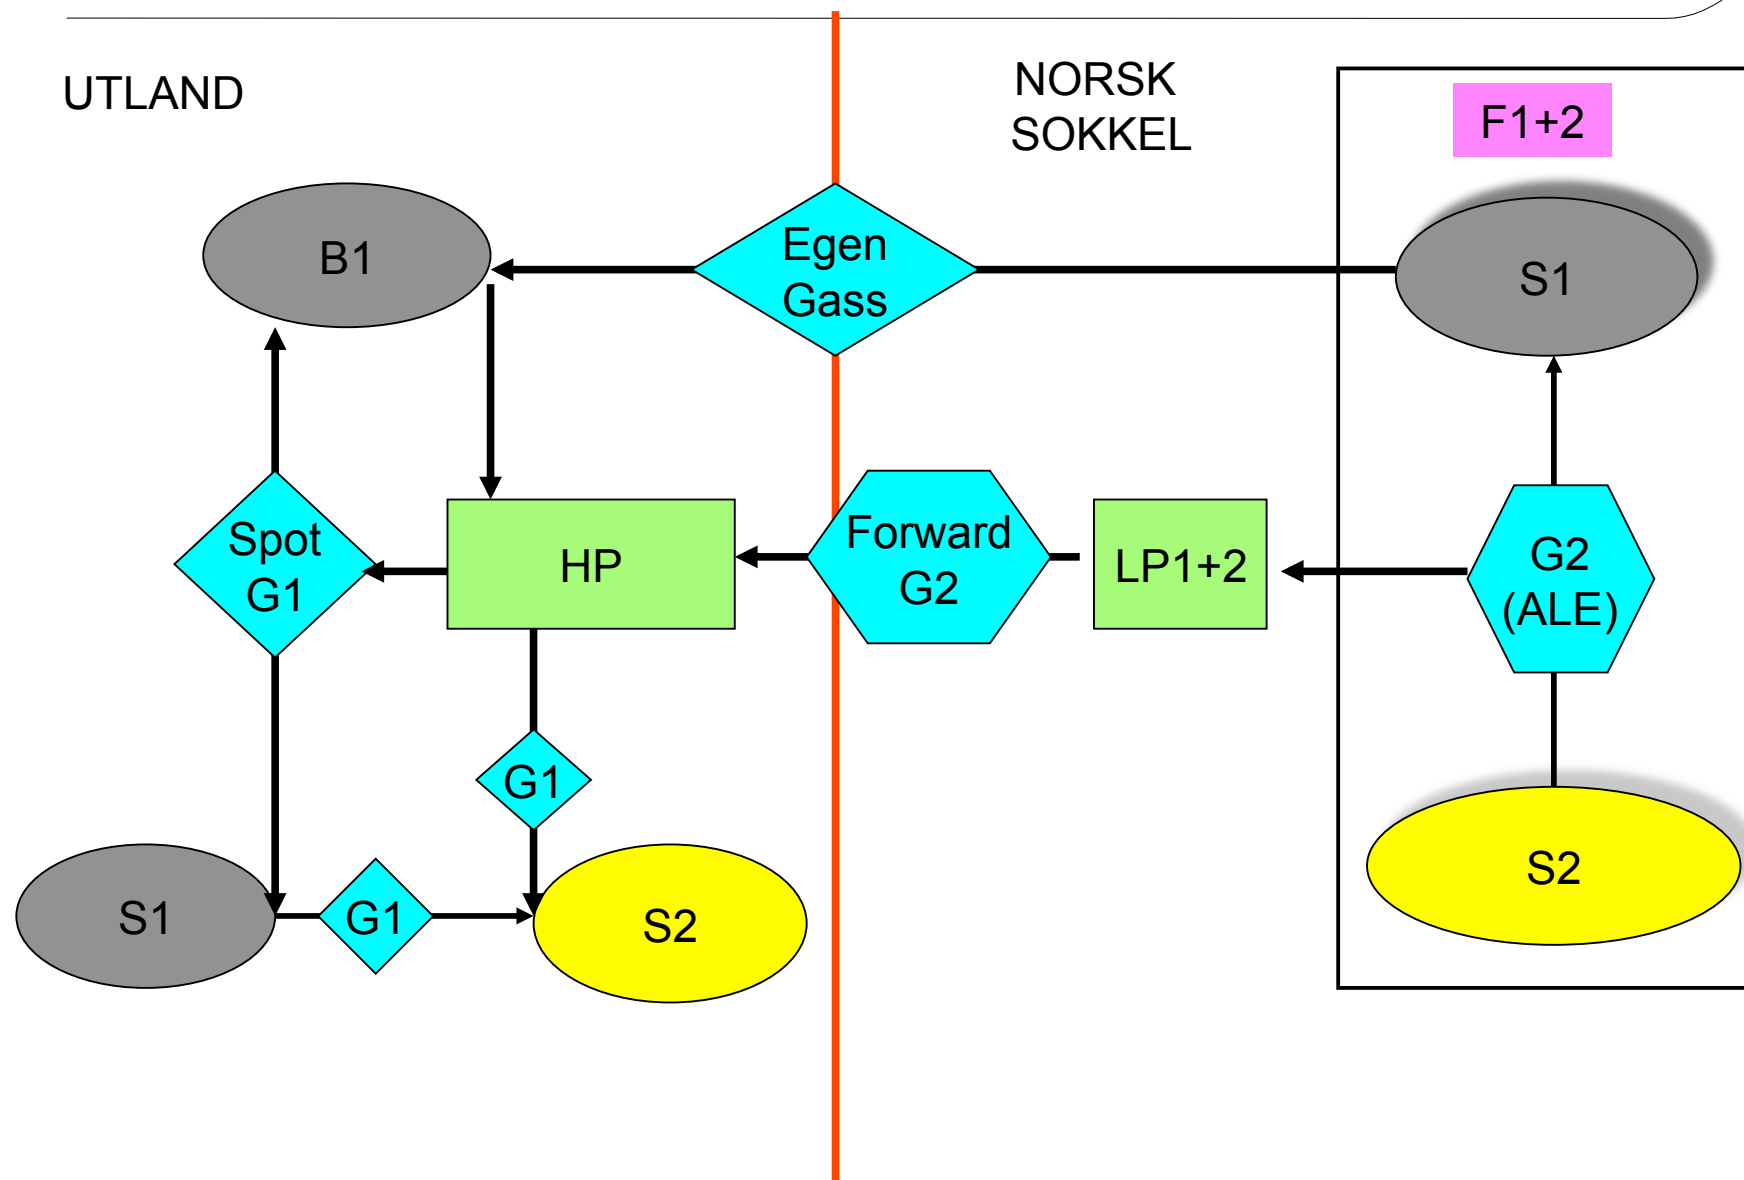 UTLAND
NORSK
SOKKEL
F1+2
B1
Egen
Gass
S1
Spot
G1
HP
Forward
G2
LP1+2
G2
(ALE)
G1
S1
G1
S2
S2